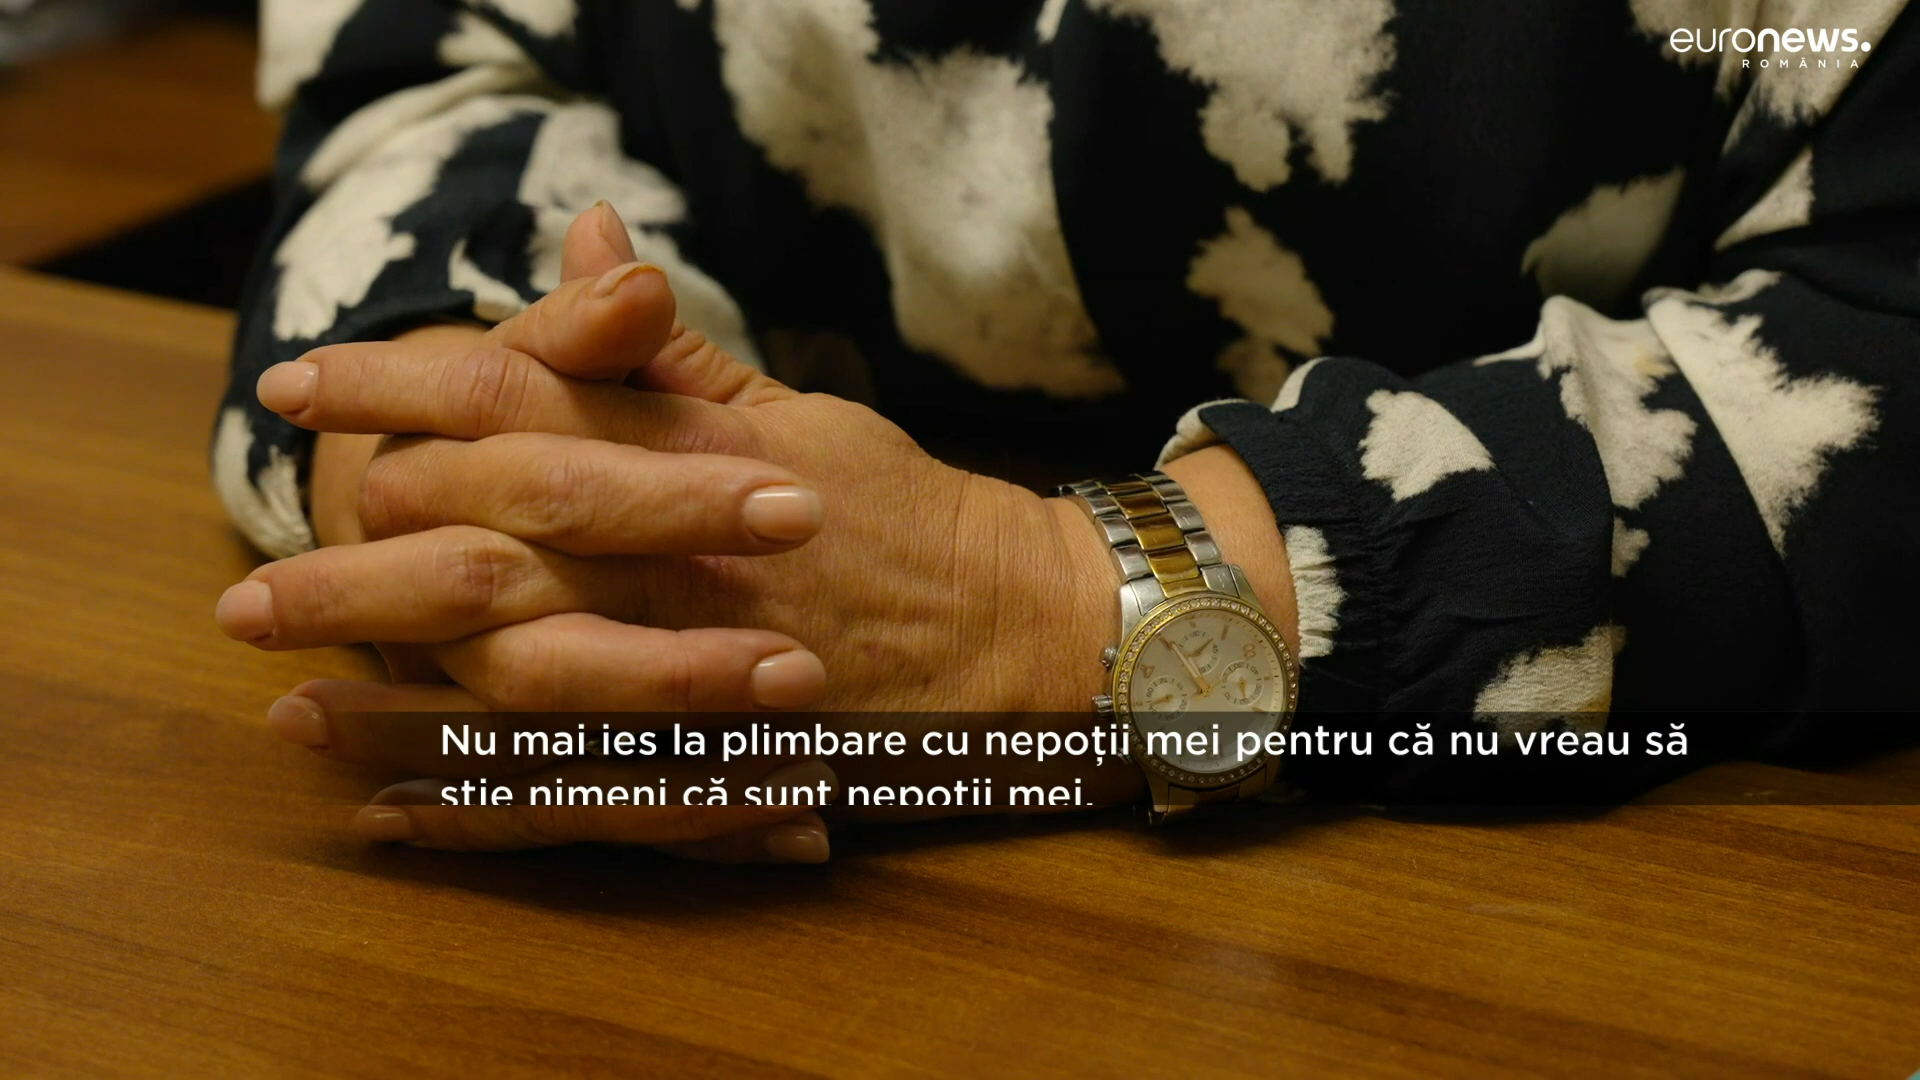 euronews.
ROMÂNIA
Nu mai ies la plimbare cu nepoții mei pentru că nu vreau să
știe nimeni că sunt nepoții mei.